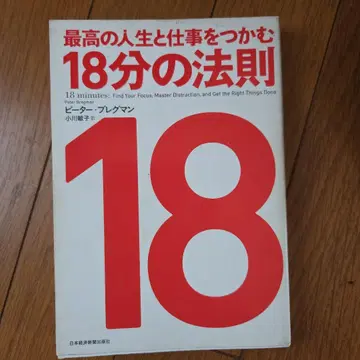 最高の人生と仕事をつかむ
18分の法則
18 minutes: Find Your Focus, Master Distraction, and Get the Right Things Done
Peter Bregman
ピーター・ブレグマン
小川敏子 訳
18
日本経済新聞出版社